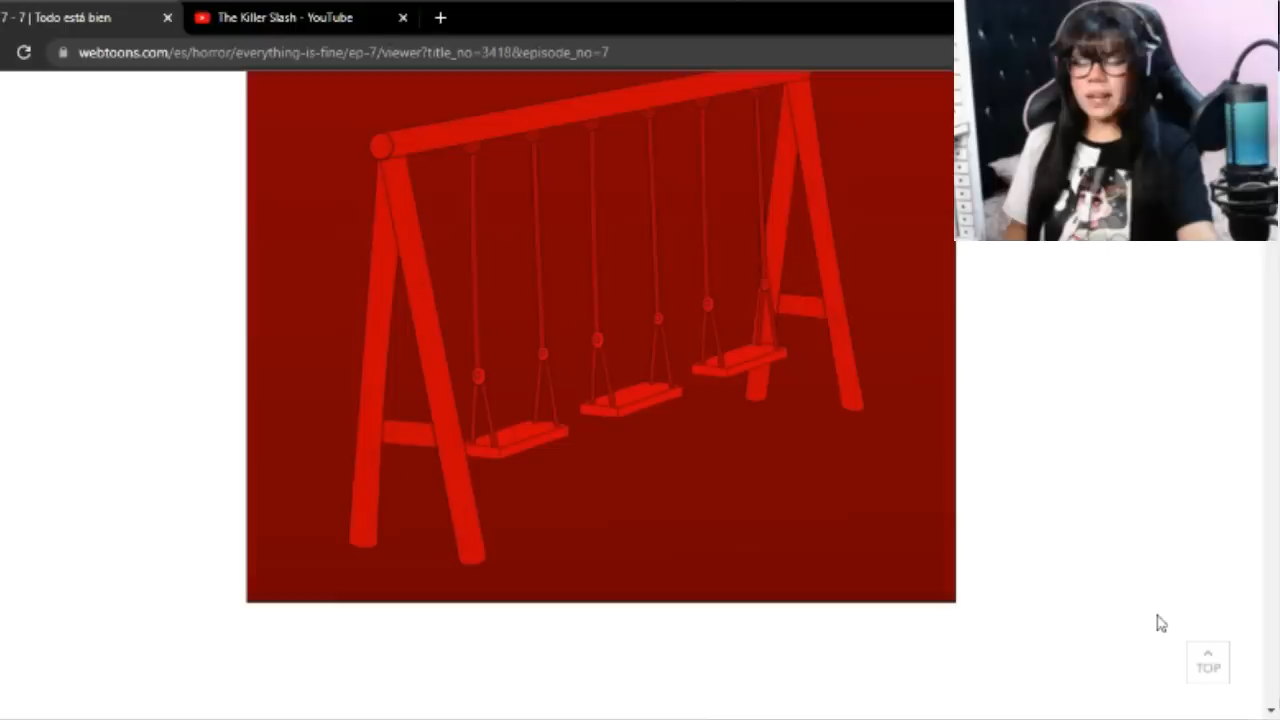 7 - 7 | Todo está bien
The Killer Slash - YouTube
webtoons.com/es/horror/everything-is-fine/ep-7/viewer?title_no=3418&episode_no=7
TOP